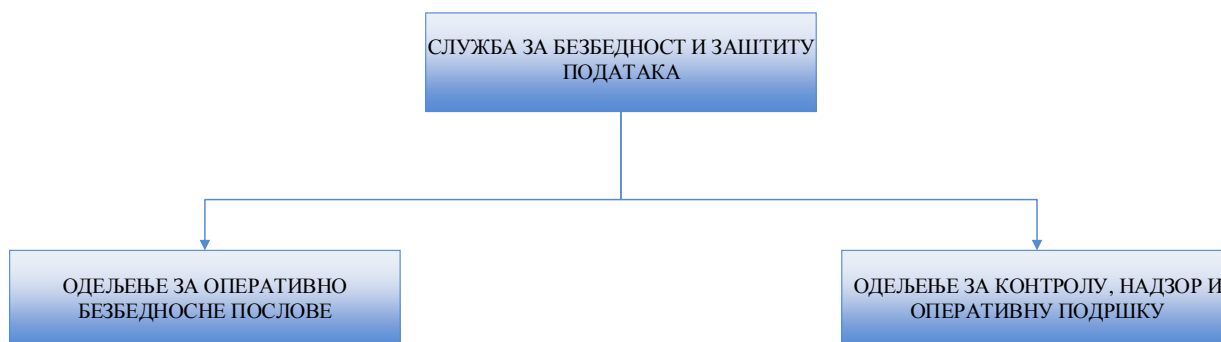 СЛУЖБА ЗА БЕЗБЕДНОСТ И ЗАШТИТУ
ПОДАТАКА
ОДЕЉЕЊЕ ЗА ОПЕРАТИВНО
БЕЗБЕДНОСНЕ ПОСЛОВЕ
ОДЕЉЕЊЕ ЗА КОНТРОЛУ, НАДЗОР И
ОПЕРАТИВНУ ПОДРШКУ